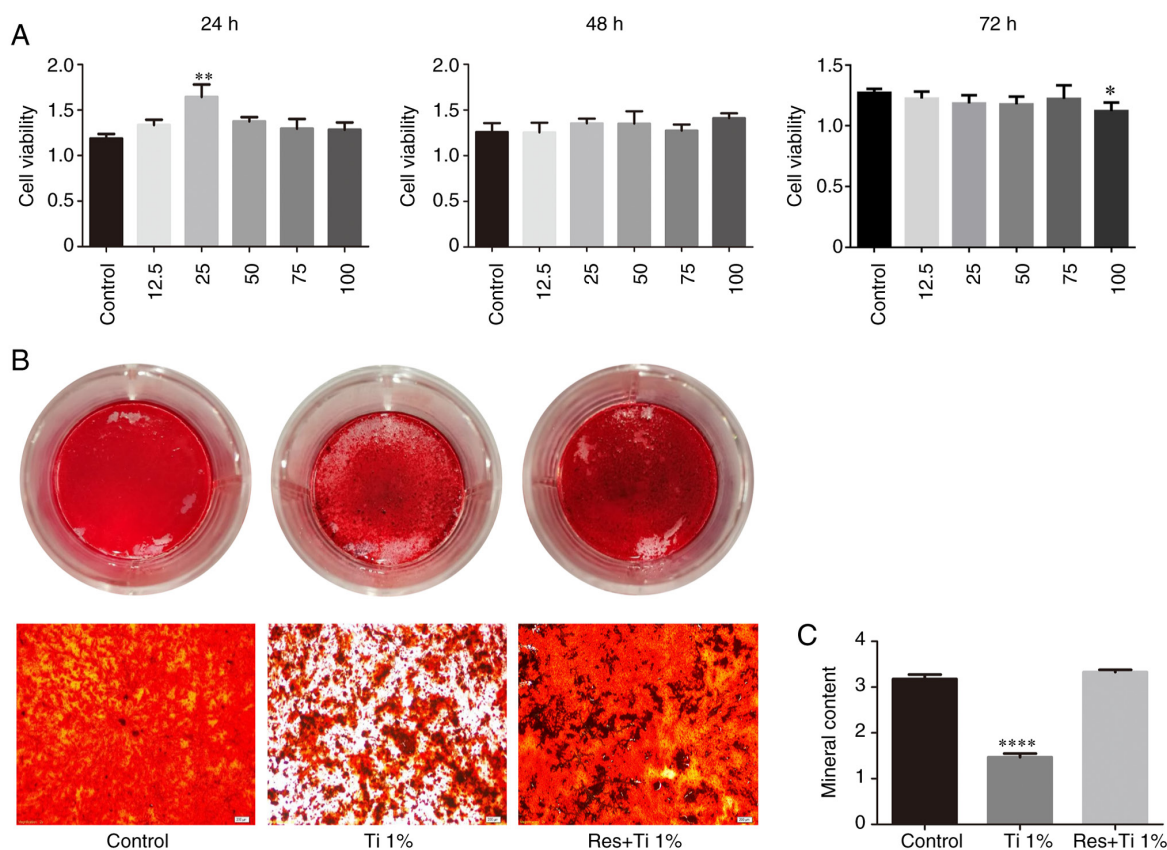 A
24 h
48 h
72 h
Cell viability
2.0
1.5
1.0
0.5
0
**
Control
12.5
25
50
75
100
Cell viability
2.0
1.5
1.0
0.5
0
Control
12.5
25
50
75
100
Cell viability
1.5
1.0
0.5
0
*
Control
12.5
25
50
75
100
B
Control
Ti 1%
Res+Ti 1%
C
Mineral content
4
3
2
1
0
****
Control
Ti 1%
Res+Ti 1%